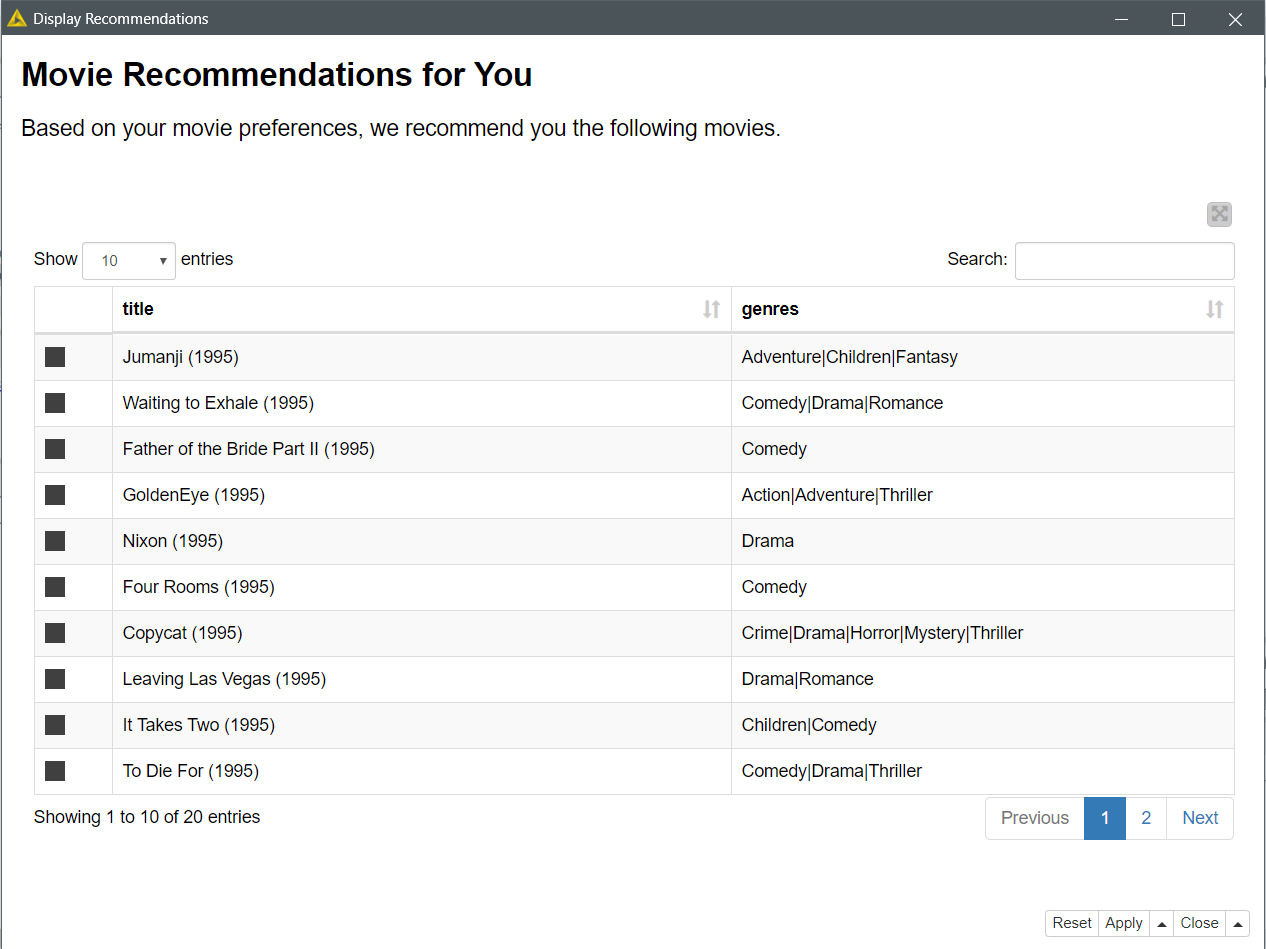 Display Recommendations
Movie Recommendations for You
Based on your movie preferences, we recommend you the following movies.
Show 10 entries Search:
title genres
Jumanji (1995) Adventure|Children|Fantasy
Waiting to Exhale (1995) Comedy|Drama|Romance
Father of the Bride Part II (1995) Comedy
GoldenEye (1995) Action|Adventure|Thriller
Nixon (1995) Drama
Four Rooms (1995) Comedy
Copycat (1995) Crime|Drama|Horror|Mystery|Thriller
Leaving Las Vegas (1995) Drama|Romance
It Takes Two (1995) Children|Comedy
To Die For (1995) Comedy|Drama|Thriller
Showing 1 to 10 of 20 entries Previous 1 2 Next
Reset Apply Close